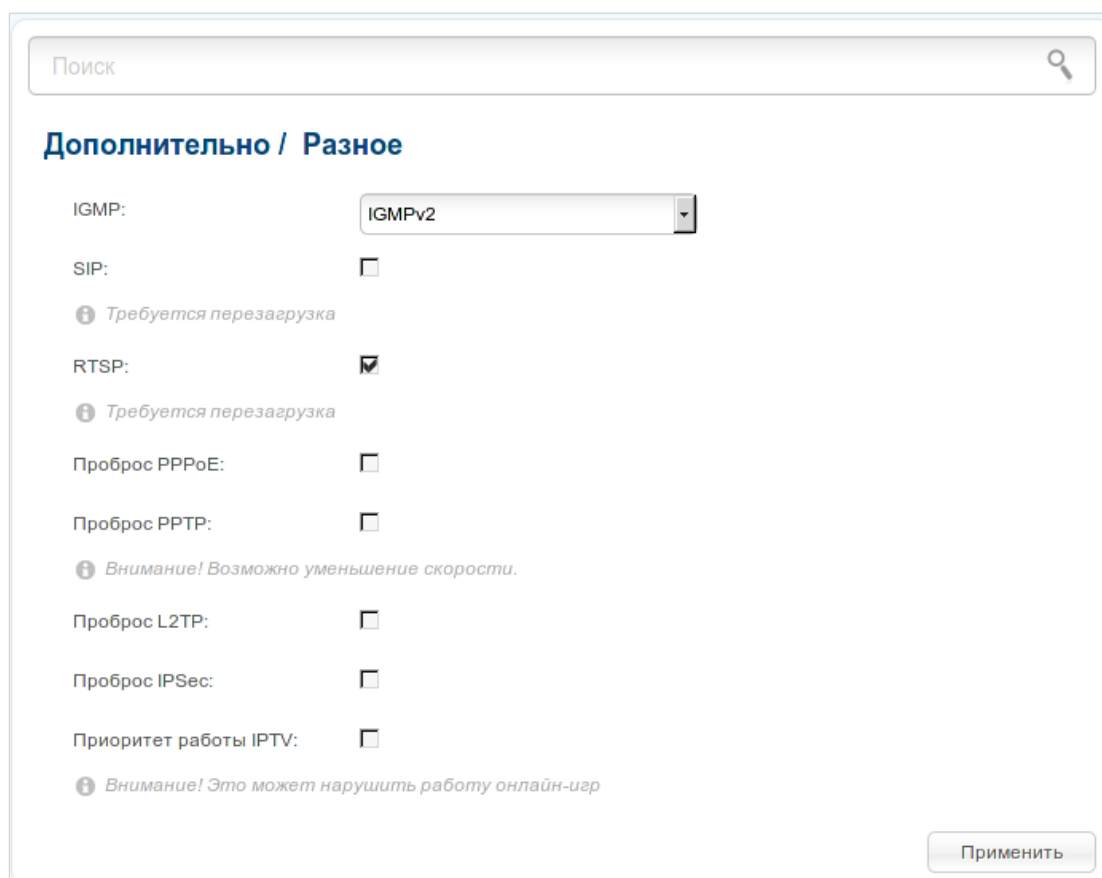 Поиск
Дополнительно / Разное
IGMP: IGMPv2
SIP:
Требуется перезагрузка
RTSP:
Требуется перезагрузка
Проброс PPPoE:
Проброс PPTP:
Внимание! Возможно уменьшение скорости.
Проброс L2TP:
Проброс IPSec:
Приоритет работы IPTV:
Внимание! Это может нарушить работу онлайн-игр
Применить